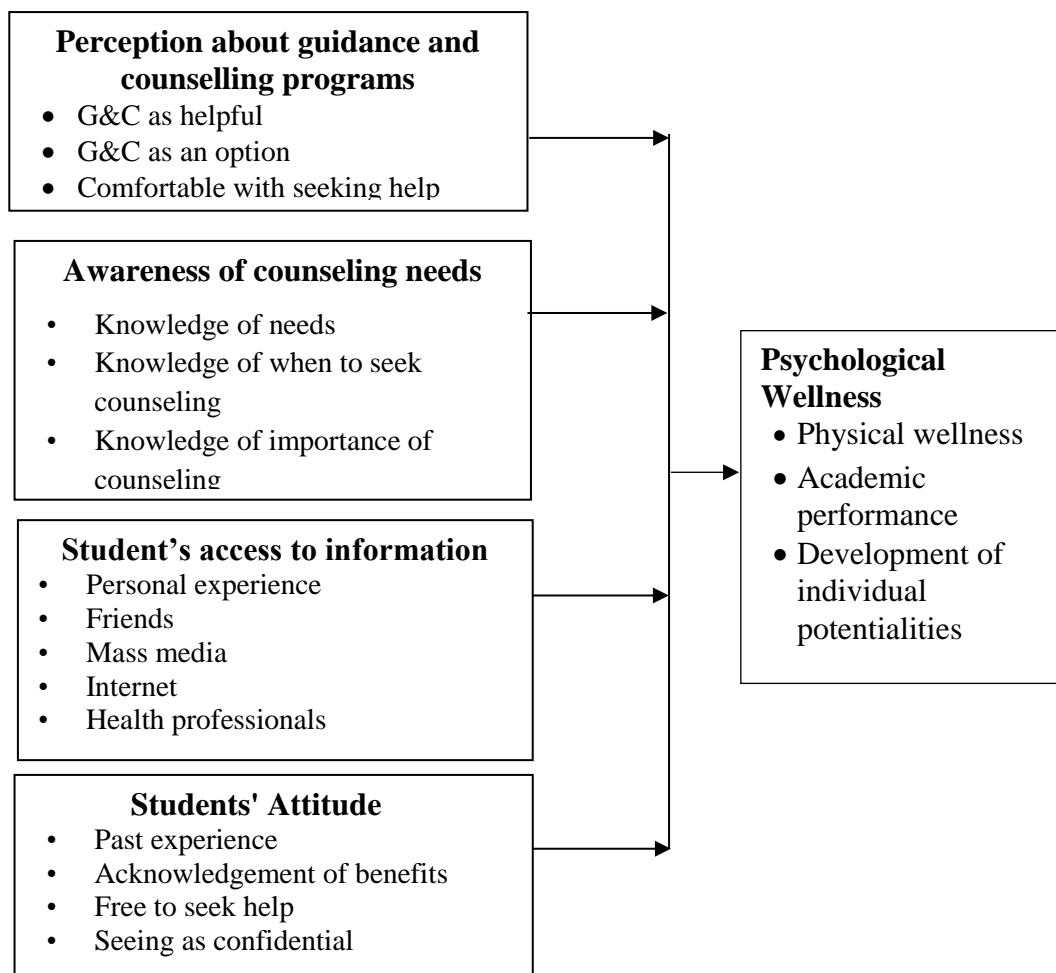 Perception about guidance and
counselling programs
• G&C as helpful
• G&C as an option
• Comfortable with seeking help
Awareness of counseling needs
• Knowledge of needs
• Knowledge of when to seek
counseling
• Knowledge of importance of
counseling
Student’s access to information
• Personal experience
• Friends
• Mass media
• Internet
• Health professionals
Students' Attitude
• Past experience
• Acknowledgement of benefits
• Free to seek help
• Seeing as confidential
Psychological
Wellness
• Physical wellness
• Academic
performance
• Development of
individual
potentialities